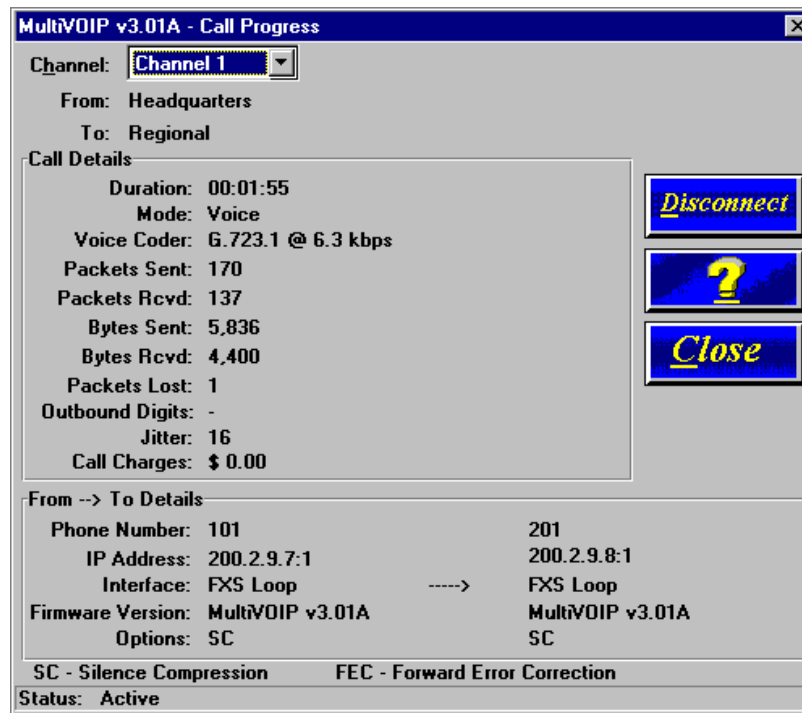 MultiVOIP v3.01A - Call Progress
Channel: Channel 1
From: Headquarters
To: Regional
Call Details
Duration: 00:01:55
Mode: Voice
Voice Coder: G.723.1 @ 6.3 kbps
Packets Sent: 170
Packets Rcvd: 137
Bytes Sent: 5,836
Bytes Rcvd: 4,400
Packets Lost: 1
Outbound Digits: -
Jitter: 16
Call Charges: $ 0.00
Disconnect
?
Close
From --> To Details
Phone Number: 101 201
IP Address: 200.2.9.7:1 200.2.9.8:1
Interface: FXS Loop -----> FXS Loop
Firmware Version: MultiVOIP v3.01A MultiVOIP v3.01A
Options: SC SC
SC - Silence Compression FEC - Forward Error Correction
Status: Active